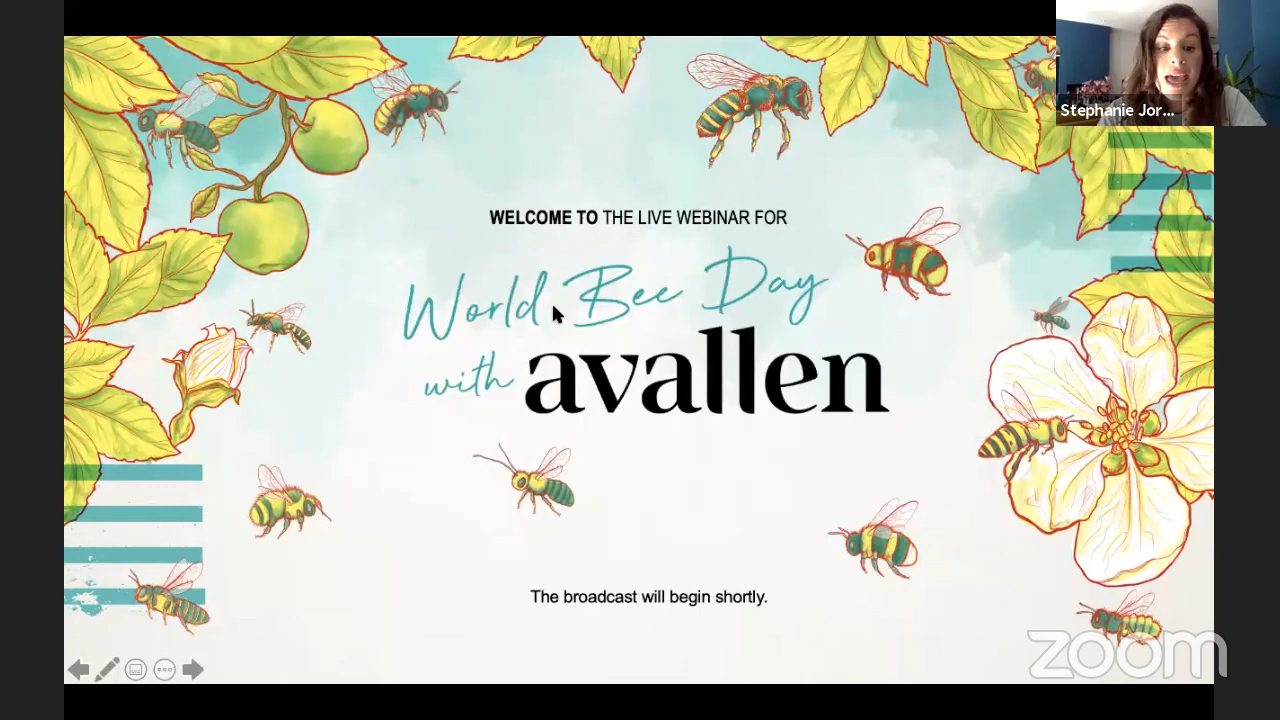 Stephanie Jor...
WELCOME TO THE LIVE WEBINAR FOR
World Bee Day
with avallen
The broadcast will begin shortly.
zoom